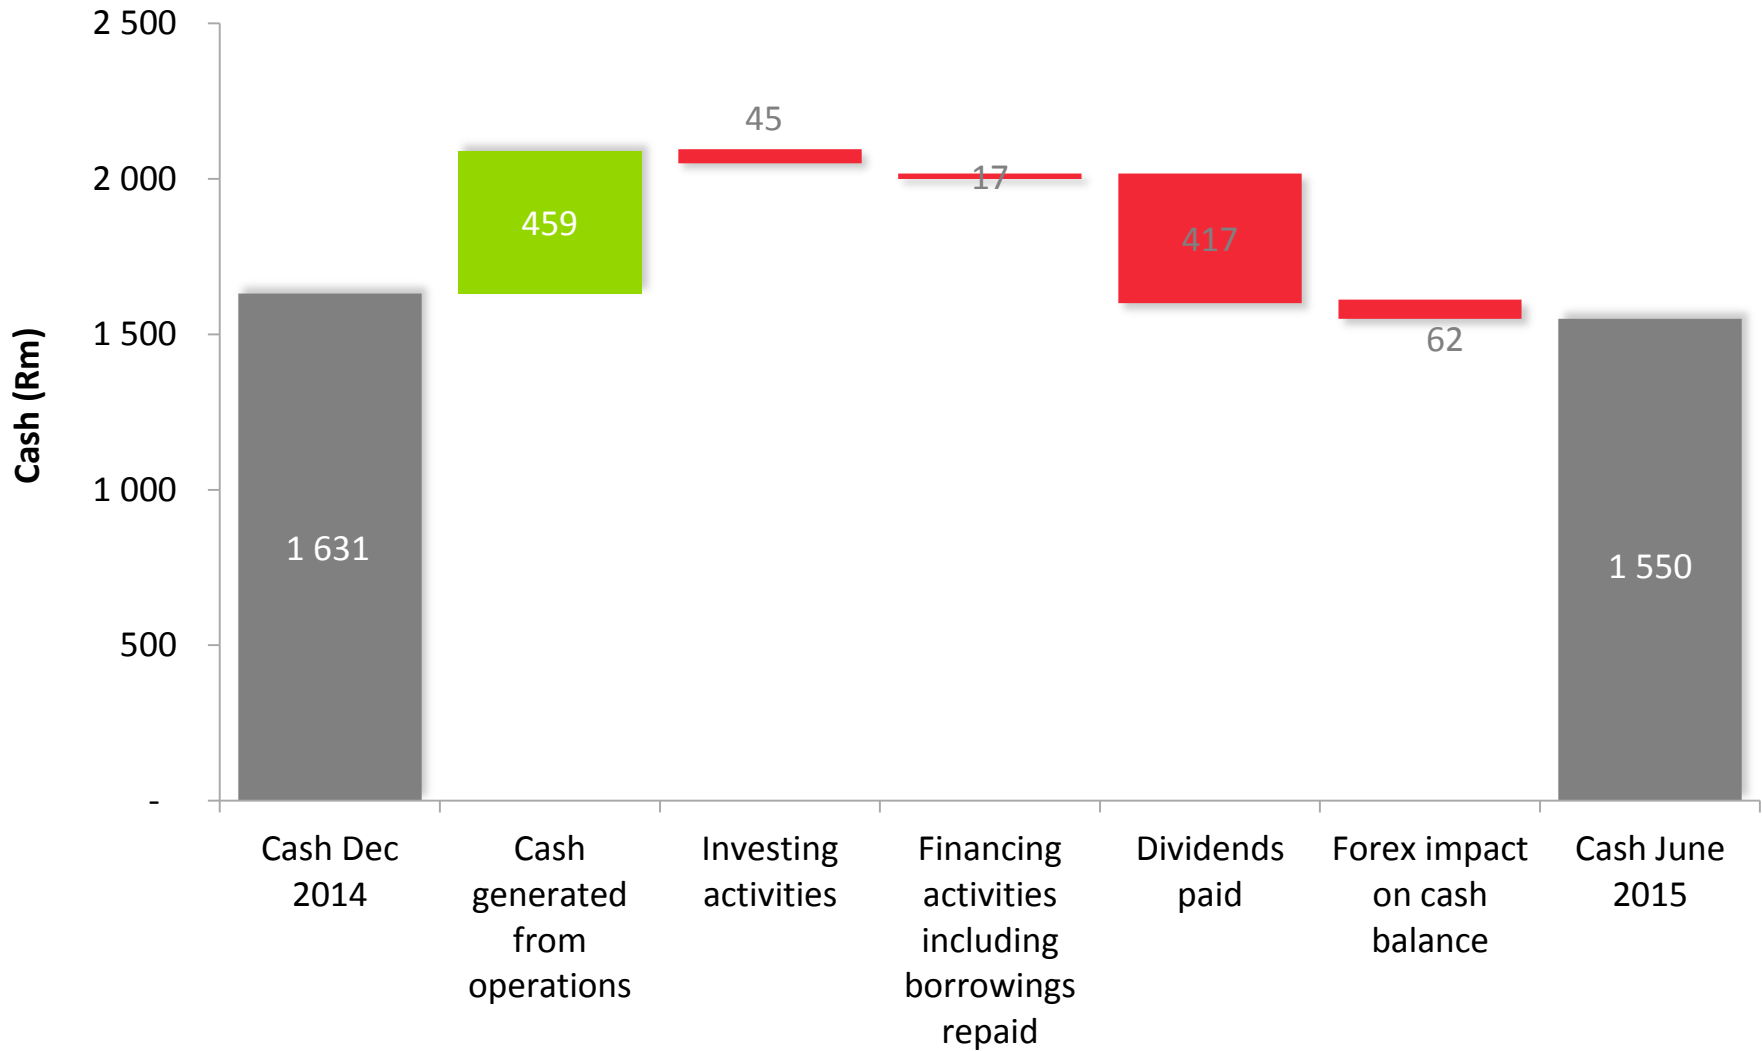 2 500
2 000
1 500
1 000
500
-
Cash (Rm)
1 631
459
45
17
417
62
1 550
Cash Dec
2014
Cash
generated
from
operations
Investing
activities
Financing
activities
including
borrowings
repaid
Dividends
paid
Forex impact
on cash
balance
Cash June
2015